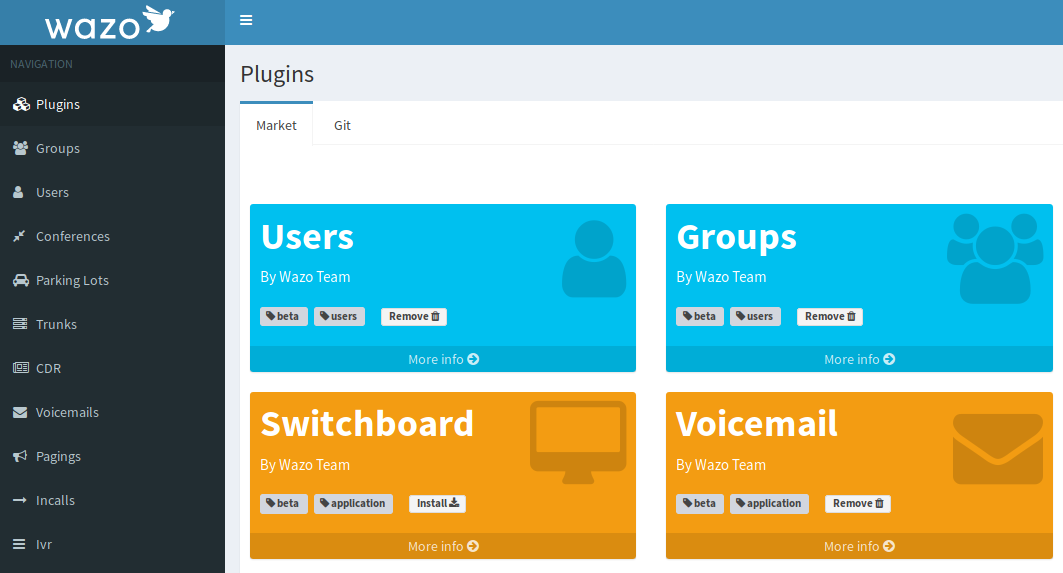 wazo
NAVIGATION
Plugins
Groups
Users
Conferences
Parking Lots
Trunks
CDR
Voicemails
Pagings
Incalls
Ivr
Plugins
Market Git
Users
By Wazo Team
beta users Remove
More info
Groups
By Wazo Team
beta users Remove
More info
Switchboard
By Wazo Team
beta application Install
More info
Voicemail
By Wazo Team
beta application Remove
More info